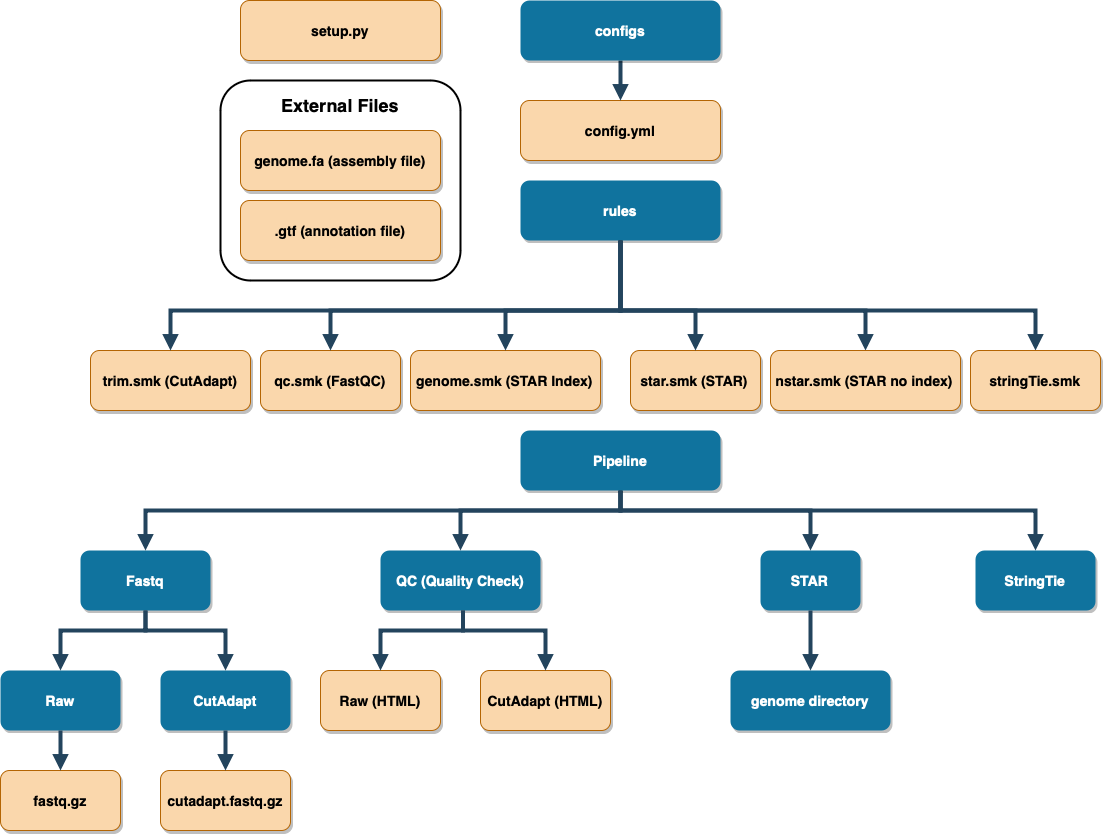 setup.py
configs
External Files
genome.fa (assembly file)
.gtf (annotation file)
config.yml
rules
trim.smk (CutAdapt)
qc.smk (FastQC)
genome.smk (STAR Index)
star.smk (STAR)
nstar.smk (STAR no index)
stringTie.smk
Pipeline
Fastq
QC (Quality Check)
STAR
StringTie
Raw
CutAdapt
Raw (HTML)
CutAdapt (HTML)
genome directory
fastq.gz
cutadapt.fastq.gz